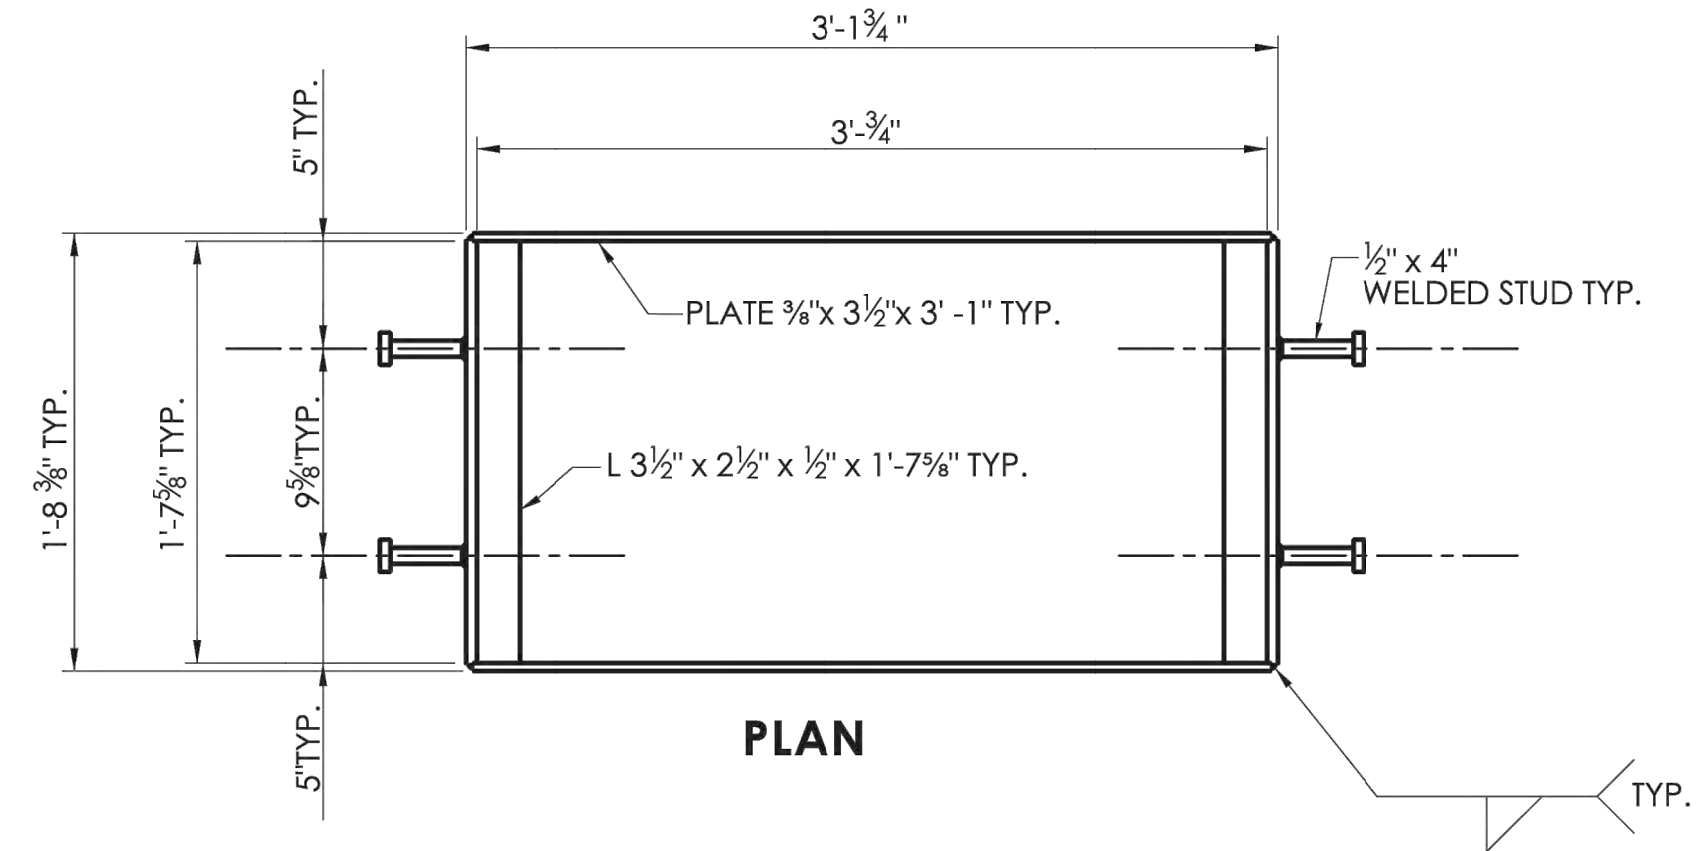 3'-1¾ "
3'-¾"
5" TYP.
½" x 4"
WELDED STUD TYP.
PLATE ⅜"x 3½"x 3' -1" TYP.
1'-8 ⅜" TYP.
1'-7⅝" TYP.
9⅝"TYP.
L 3½" x 2½" x ½" x 1'-7⅝" TYP.
5"TYP.
PLAN
TYP.